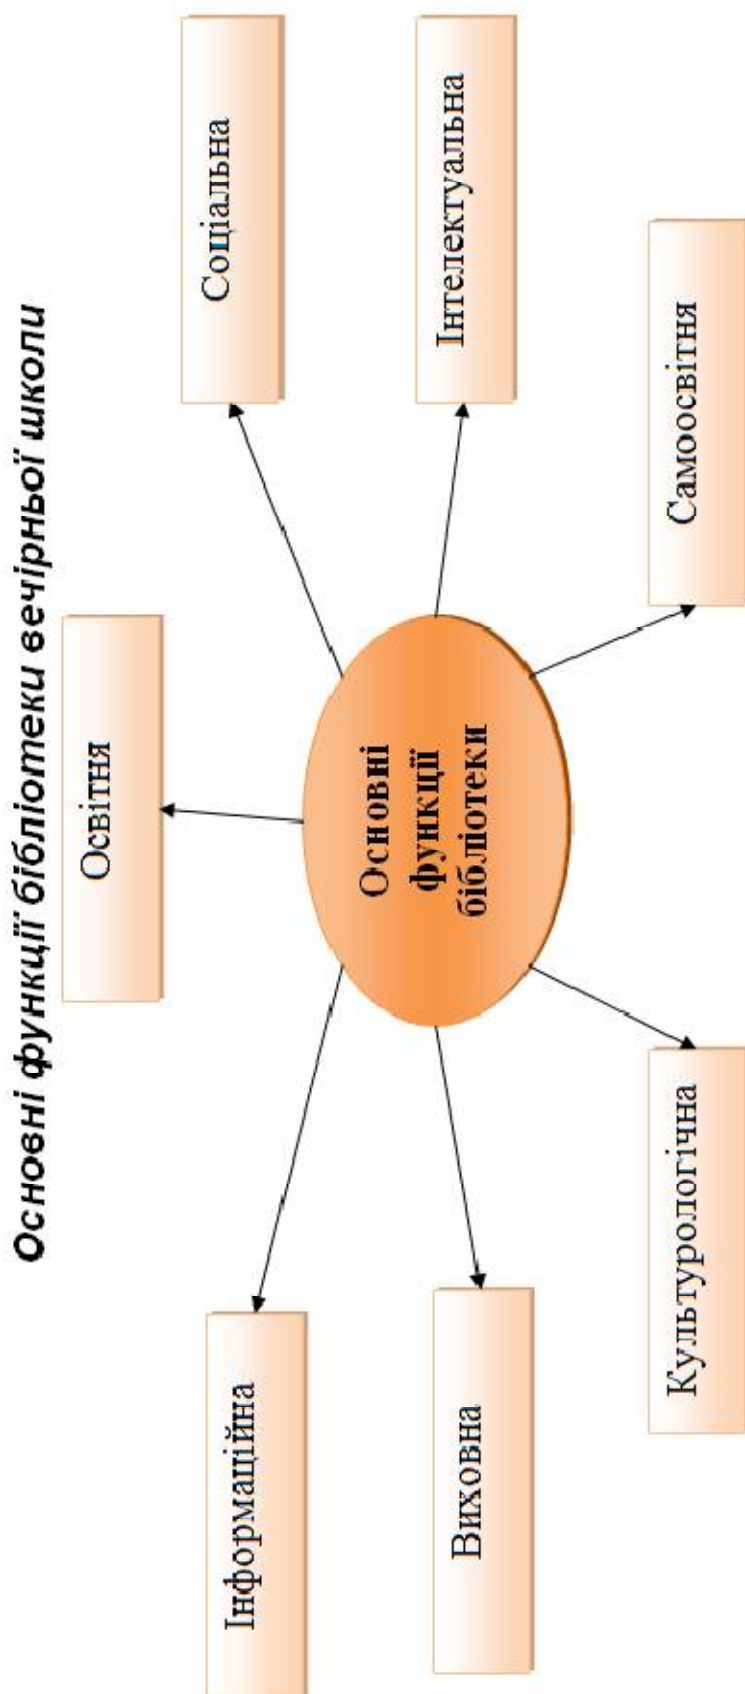 Основні функції бібліотеки вечірньої школи
Освітня
Інформаційна
Соціальна
Основні
функції
бібліотеки
Виховна
Інтелектуальна
Культурологічна
Самоосвітня